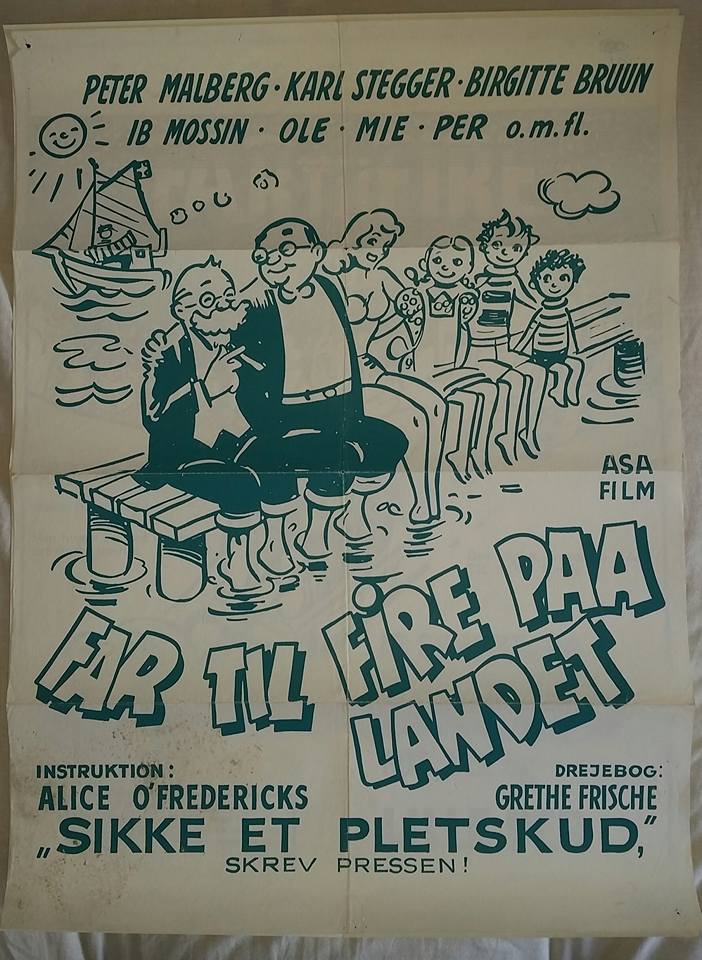 PETER MALBERG · KARL STEGGER · BIRGITTE BRUUN
IB MOSSIN · OLE · MIE · PER o.m.fl.
ASA
FILM
FAR TIL FIRE PAA
LANDET
INSTRUKTION:
ALICE O'FREDERICKS
DREJEBOG:
GRETHE FRISCHE
„SIKKE ET PLETSKUD,"
SKREV PRESSEN!